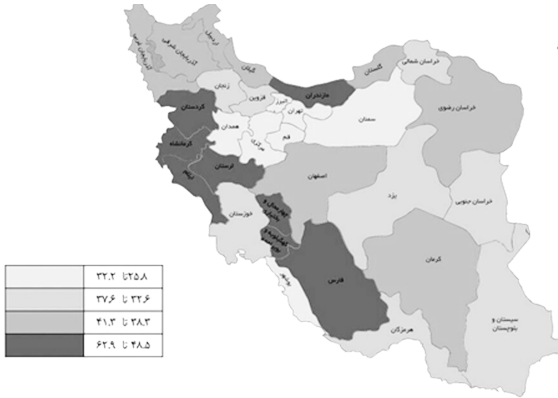 اردبیل
آذربایجان شرقی
آذربایجان غربی
گیلان
خراسان شمالی
گلستان
زنجان
مازندران
خراسان رضوی
قزوین
البرز
تهران
سمنان
کردستان
همدان
قم
مرکزی
کرمانشاه
لرستان
ایلام
اصفهان
یزد
خراسان جنوبی
خوزستان
چهارمحال و
بختیاری
کهگیلویه و
بویراحمد
کرمان
فارس
بوشهر
سیستان و
بلوچستان
هرمزگان
۲۵.۸ تا ۳۲.۲
۳۲.۶ تا ۳۷.۶
۳۸.۳ تا ۴۱.۳
۴۸.۵ تا ۶۲.۹